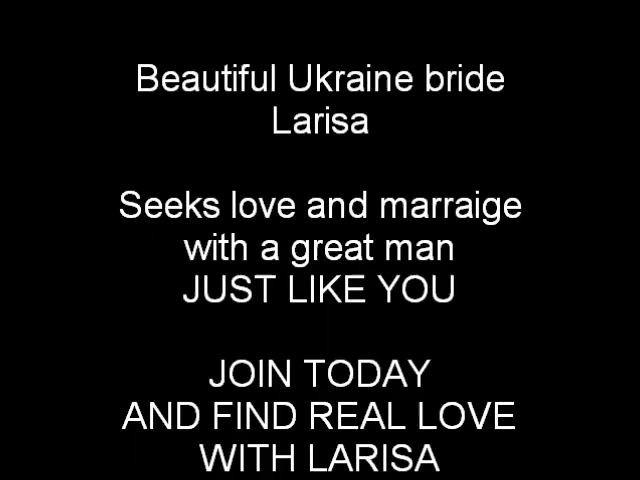 Beautiful Ukraine bride
Larisa
Seeks love and marraige
with a great man
JUST LIKE YOU
JOIN TODAY
AND FIND REAL LOVE
WITH LARISA